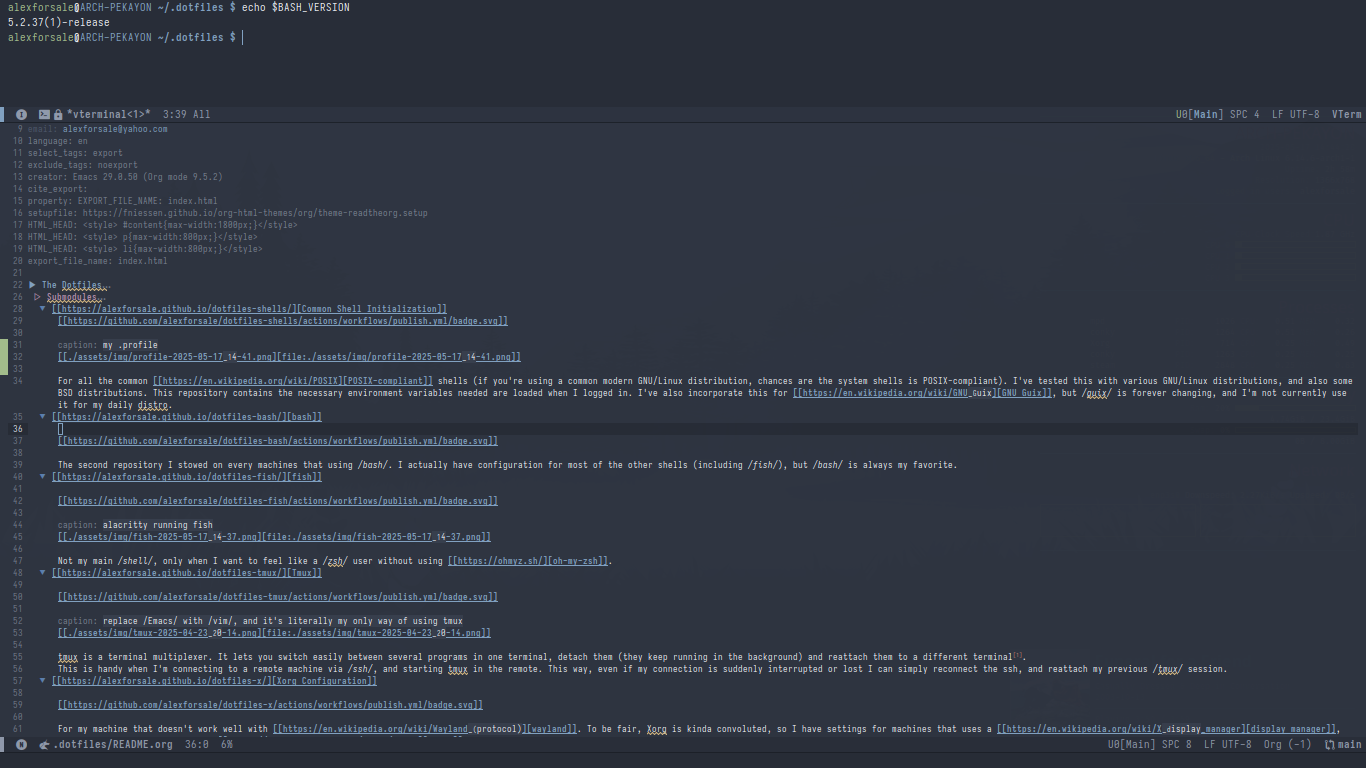 alexforsale@ARCH-PEKAYON ~/.dotfiles $ echo $BASH_VERSION
5.2.37(1)-release
alexforsale@ARCH-PEKAYON ~/.dotfiles $
*vterminal<1>* 3:39 All U0[Main] SPC 4 LF UTF-8 VTerm
9 email: alexforsale@yahoo.com
10 language: en
11 select_tags: export
12 exclude_tags: noexport
13 creator: Emacs 29.0.50 (Org mode 9.5.2)
14 cite_export:
15 property: EXPORT_FILE_NAME: index.html
16 setupfile: https://fniessen.github.io/org-html-themes/org/theme-readtheorg.setup
17 HTML_HEAD: <style> #content{max-width:1800px;}</style>
18 HTML_HEAD: <style> p{max-width:800px;}</style>
19 HTML_HEAD: <style> li{max-width:800px;}</style>
20 export_file_name: index.html
21
22 ▶ The Dotfiles…
26 ▷ Submodules…
28 ▼ [[https://alexforsale.github.io/dotfiles-shells/][Common Shell Initialization]]
29 [[https://github.com/alexforsale/dotfiles-shells/actions/workflows/publish.yml/badge.svg]]
30
31 caption: my .profile
32 [[./assets/img/profile-2025-05-17_14-41.png][file:./assets/img/profile-2025-05-17_14-41.png]]
33
34 For all the common [[https://en.wikipedia.org/wiki/POSIX][POSIX-compliant]] shells (if you're using a common modern GNU/Linux distribution, chances are the system shells is POSIX-compliant). I've tested this with various GNU/Linux distributions, and also some
BSD distributions. This repository contains the necessary environment variables needed are loaded when I logged in. I've also incorporate this for [[https://en.wikipedia.org/wiki/GNU_Guix][GNU Guix]], but /guix/ is forever changing, and I'm not currently use
it for my daily distro.
35 ▼ [[https://alexforsale.github.io/dotfiles-bash/][bash]]
36
37 [[https://github.com/alexforsale/dotfiles-bash/actions/workflows/publish.yml/badge.svg]]
38
39 The second repository I stowed on every machines that using /bash/. I actually have configuration for most of the other shells (including /fish/), but /bash/ is always my favorite.
40 ▼ [[https://alexforsale.github.io/dotfiles-fish/][fish]]
41
42 [[https://github.com/alexforsale/dotfiles-fish/actions/workflows/publish.yml/badge.svg]]
43
44 caption: alacritty running fish
45 [[./assets/img/fish-2025-05-17_14-37.png][file:./assets/img/fish-2025-05-17_14-37.png]]
46
47 Not my main /shell/, only when I want to feel like a /zsh/ user without using [[https://ohmyz.sh/][oh-my-zsh]].
48 ▼ [[https://alexforsale.github.io/dotfiles-tmux/][Tmux]]
49
50 [[https://github.com/alexforsale/dotfiles-tmux/actions/workflows/publish.yml/badge.svg]]
51
52 caption: replace /Emacs/ with /vim/, and it's literally my only way of using tmux
53 [[./assets/img/tmux-2025-04-23_20-14.png][file:./assets/img/tmux-2025-04-23_20-14.png]]
54
55 tmux is a terminal multiplexer. It lets you switch easily between several programs in one terminal, detach them (they keep running in the background) and reattach them to a different terminal[1].
56 This is handy when I'm connecting to a remote machine via /ssh/, and starting tmux in the remote. This way, even if my connection is suddenly interrupted or lost I can simply reconnect the ssh, and reattach my previous /tmux/ session.
57 ▼ [[https://alexforsale.github.io/dotfiles-x/][Xorg Configuration]]
58
59 [[https://github.com/alexforsale/dotfiles-x/actions/workflows/publish.yml/badge.svg]]
60
61 For my machine that doesn't work well with [[https://en.wikipedia.org/wiki/Wayland_(protocol)][wayland]]. To be fair, Xorg is kinda convoluted, so I have settings for machines that uses a [[https://en.wikipedia.org/wiki/X_display_manager][display manager]],
.dotfiles/README.org 36:0 6% U0[Main] SPC 8 LF UTF-8 Org (-1) main